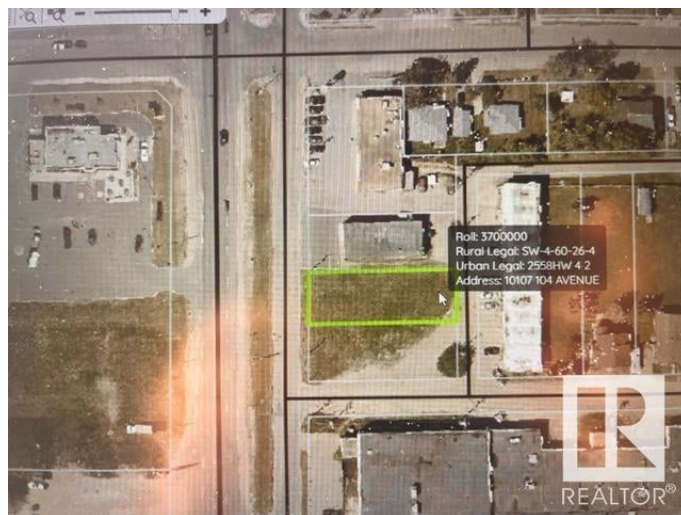 Roll: 3700000
Rural Legal: SW-4-60-26-4
Urban Legal: 2558HW 4 2
Address: 10107 104 AVENUE
R
REALTOR®